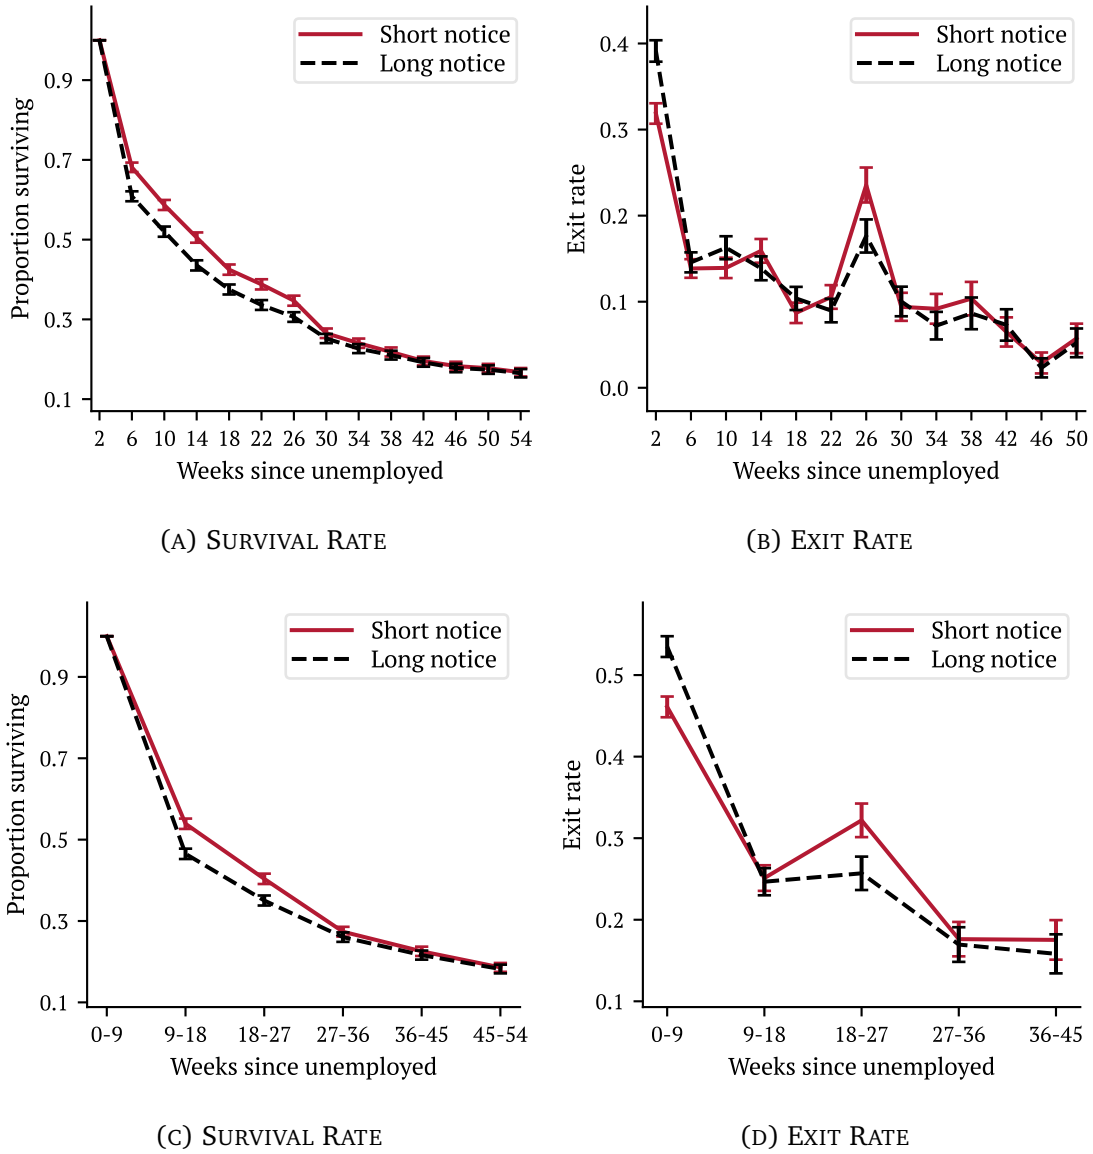 Short notice
Long notice
Proportion surviving
0.9
0.7
0.5
0.3
0.1
2 6 10 14 18 22 26 30 34 38 42 46 50 54
Weeks since unemployed
(A) SURVIVAL RATE
Short notice
Long notice
Exit rate
0.4
0.3
0.2
0.1
0.0
2 6 10 14 18 22 26 30 34 38 42 46 50
Weeks since unemployed
(B) EXIT RATE
Short notice
Long notice
Proportion surviving
0.9
0.7
0.5
0.3
0.1
0-9 9-18 18-27 27-36 36-45 45-54
Weeks since unemployed
(C) SURVIVAL RATE
Short notice
Long notice
Exit rate
0.5
0.4
0.3
0.2
0.1
0-9 9-18 18-27 27-36 36-45
Weeks since unemployed
(D) EXIT RATE